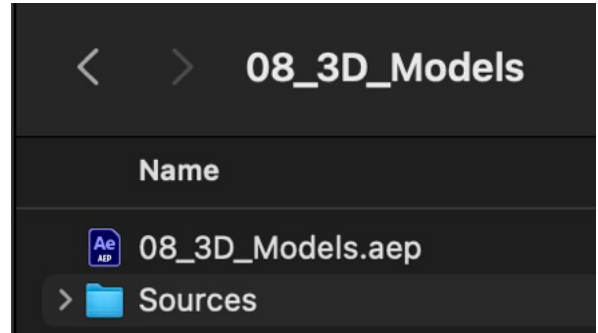 08_3D_Models
Name
Ae
AEP
08_3D_Models.aep
Sources